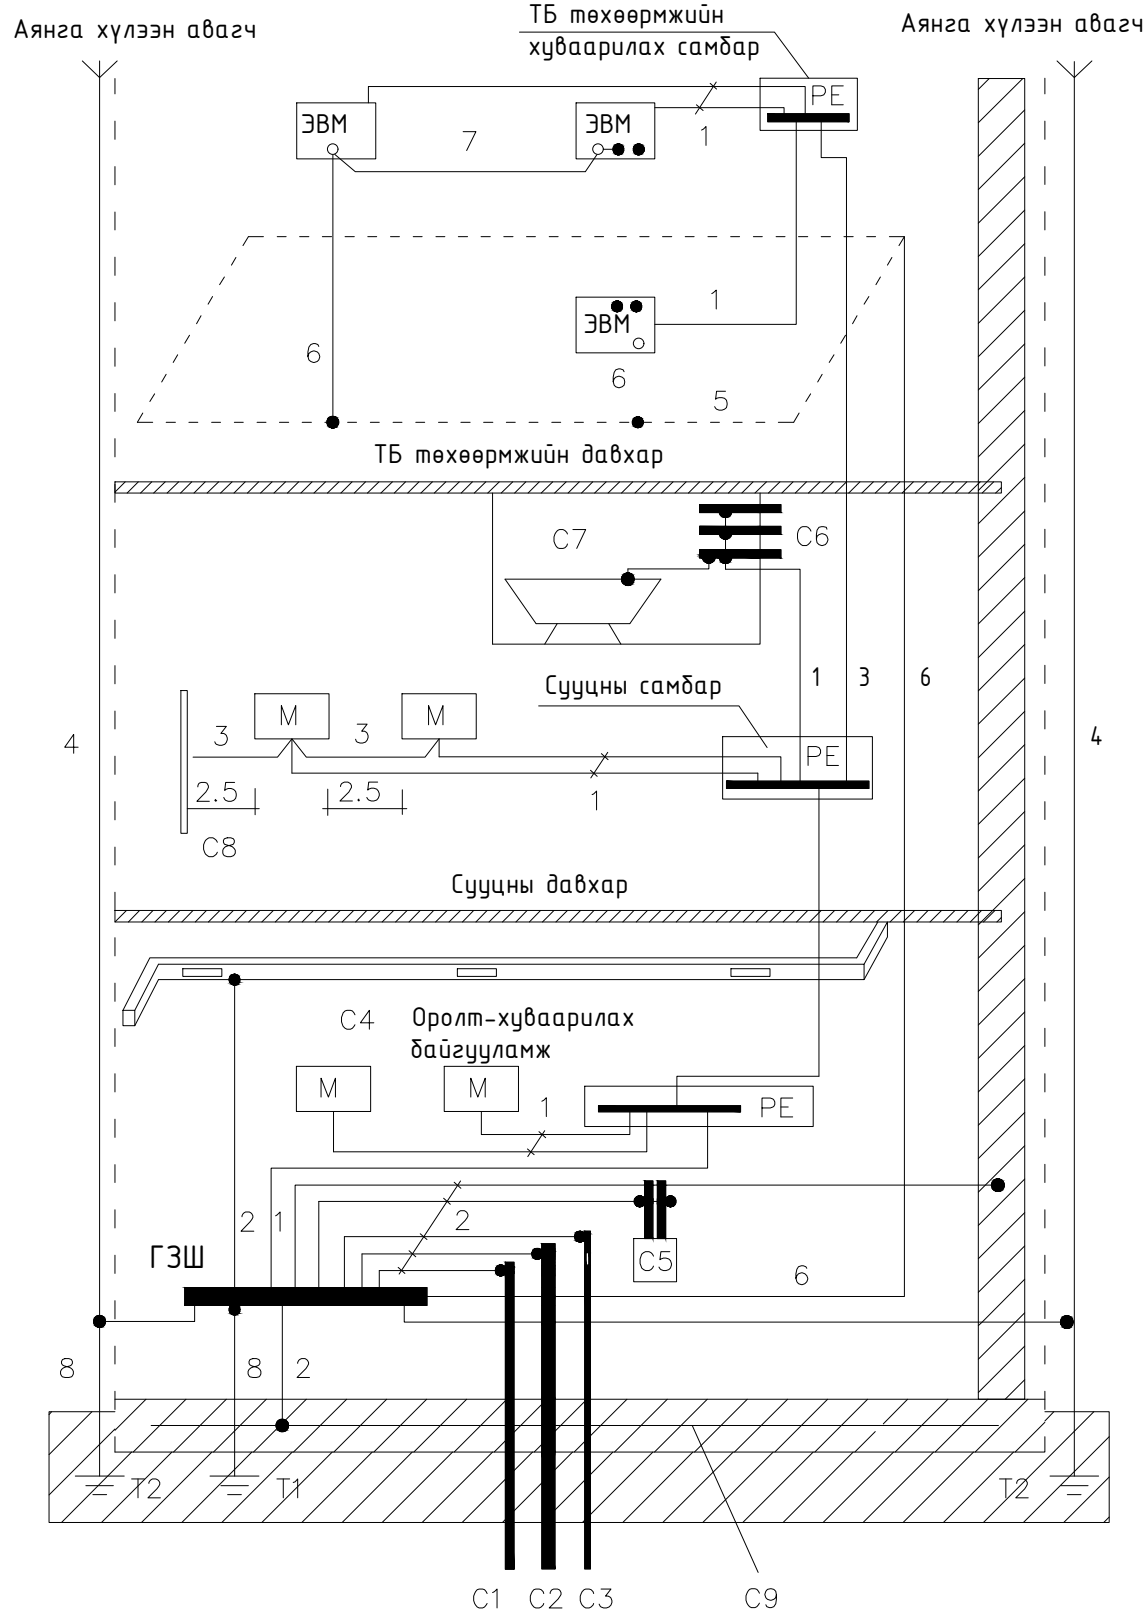 ТБ төхөөрмжийн
хуваарилах самбар
Аянга хүлээн авагч
Аянга хүлээн авагч
PE
ЭВМ
ЭВМ
7
1
1
ЭВМ
6
6
5
ТБ төхөөрмжийн давхар
C7
C6
1
3
6
Сууцны самбар
M
M
4
3
3
4
PE
2.5
2.5
1
C8
Сууцны давхар
C4
Оролт-хуваарилах
байгууламж
M
M
1
PE
2
1
2
ГЗШ
C5
6
8
8
2
T2
T1
T2
C1
C2
C3
C9